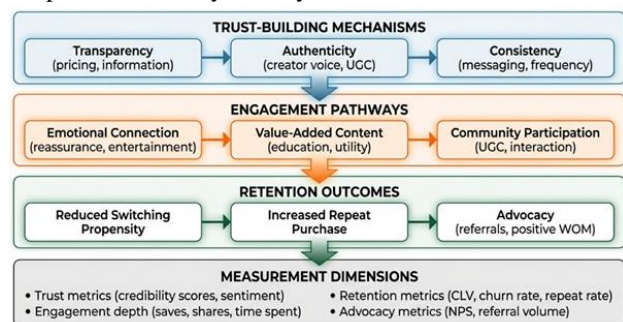 TRUST-BUILDING MECHANISMS
Transparency
(pricing, information)
Authenticity
(creator voice, UGC)
Consistency
(messaging, frequency)
ENGAGEMENT PATHWAYS
Emotional Connection
(reassurance, entertainment)
Value-Added Content
(education, utility)
Community Participation
(UGC, interaction)
RETENTION OUTCOMES
Reduced Switching
Propensity
Increased Repeat
Purchase
Advocacy
(referrals, positive WOM)
MEASUREMENT DIMENSIONS
• Trust metrics (credibility scores, sentiment)
• Engagement depth (saves, shares, time spent)
• Retention metrics (CLV, churn rate, repeat rate)
• Advocacy metrics (NPS, referral volume)